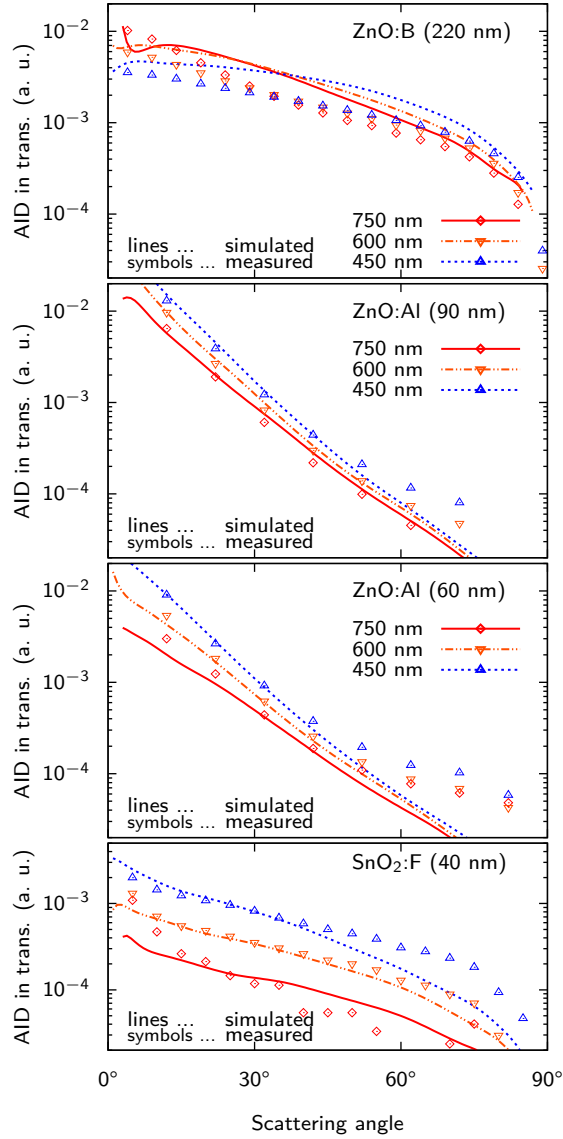 ZnO:B (220 nm)
10⁻²
10⁻³
10⁻⁴
AID in trans. (a. u.)
750 nm
600 nm
450 nm
lines ... simulated
symbols ... measured
ZnO:Al (90 nm)
10⁻²
10⁻³
10⁻⁴
AID in trans. (a. u.)
750 nm
600 nm
450 nm
lines ... simulated
symbols ... measured
ZnO:Al (60 nm)
10⁻²
10⁻³
10⁻⁴
AID in trans. (a. u.)
750 nm
600 nm
450 nm
lines ... simulated
symbols ... measured
SnO₂:F (40 nm)
10⁻³
10⁻⁴
AID in trans. (a. u.)
lines ... simulated
symbols ... measured
0° 30° 60° 90°
Scattering angle